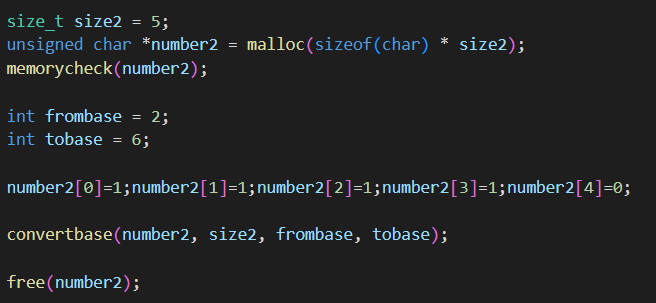 size_t size2 = 5;
unsigned char *number2 = malloc(sizeof(char) * size2);
memorycheck(number2);
int frombase = 2;
int tobase = 6;
number2[0]=1;number2[1]=1;number2[2]=1;number2[3]=1;number2[4]=0;
convertbase(number2, size2, frombase, tobase);
free(number2);